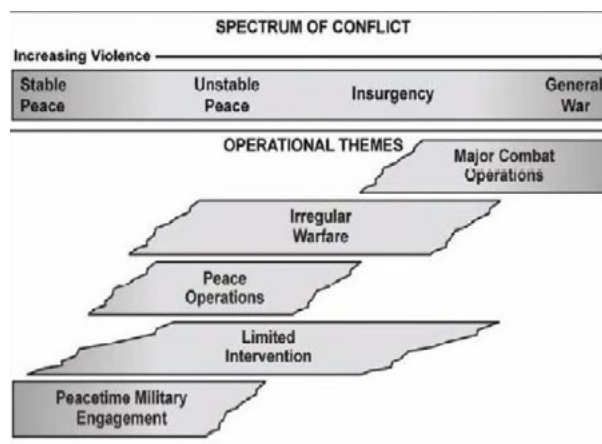 SPECTRUM OF CONFLICT
Increasing Violence
Stable
Peace
Unstable
Peace
Insurgency
General
War
OPERATIONAL THEMES
Major Combat
Operations
Irregular
Warfare
Peace
Operations
Limited
Intervention
Peacetime Military
Engagement